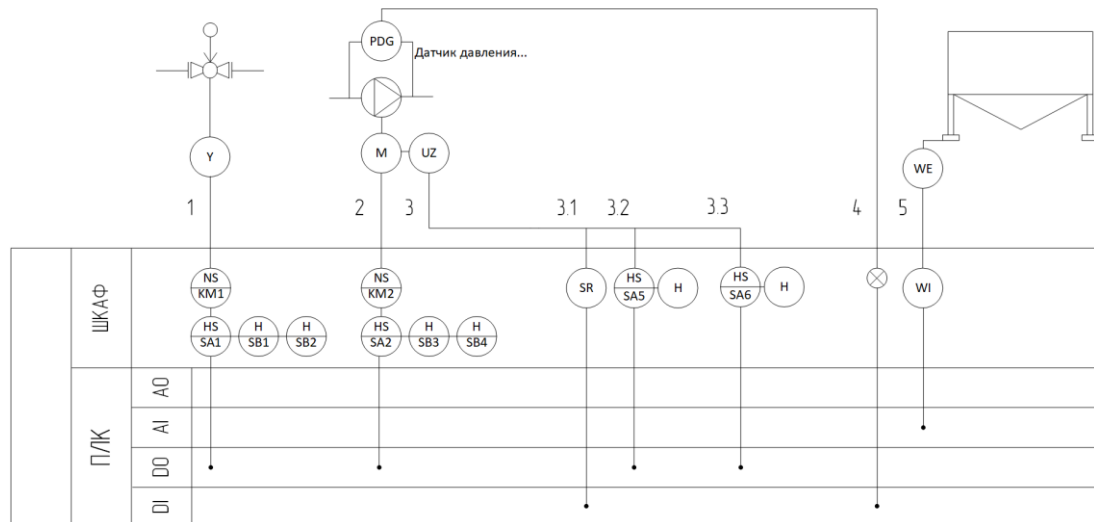 PDG
Датчик давления...
Y
M
UZ
WE
1
2
3
3.1
3.2
3.3
4
5
ШКАФ
NS
KM1
NS
KM2
SR
HS
SA5
H
HS
SA6
H
WI
HS
SA1
H
SB1
H
SB2
HS
SA2
H
SB3
H
SB4
ПЛК
AO
AI
DO
DI